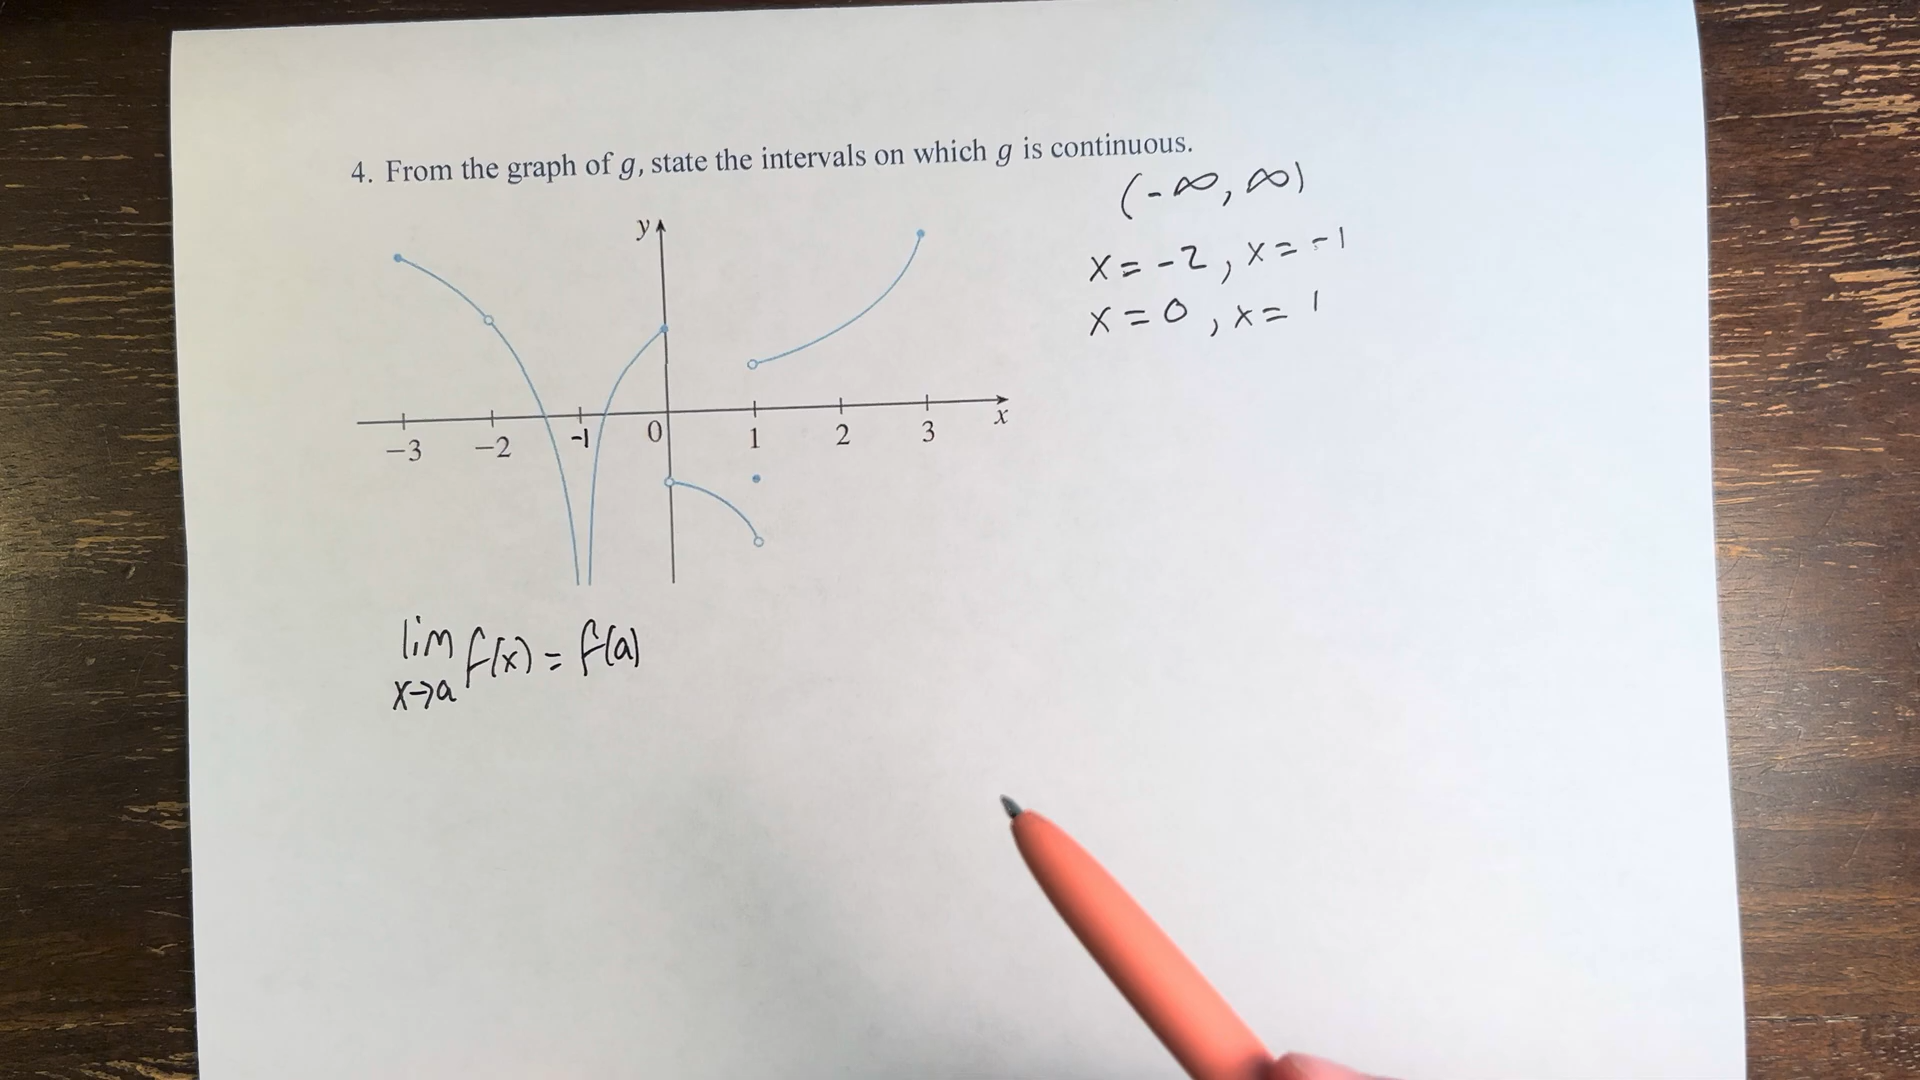 4. From the graph of g, state the intervals on which g is continuous.
(-∞, ∞)
x = -2, x = -1
x = 0, x = 1
y
x
−3 −2 -1 0 1 2 3
lim f(x) = f(a)
x→a